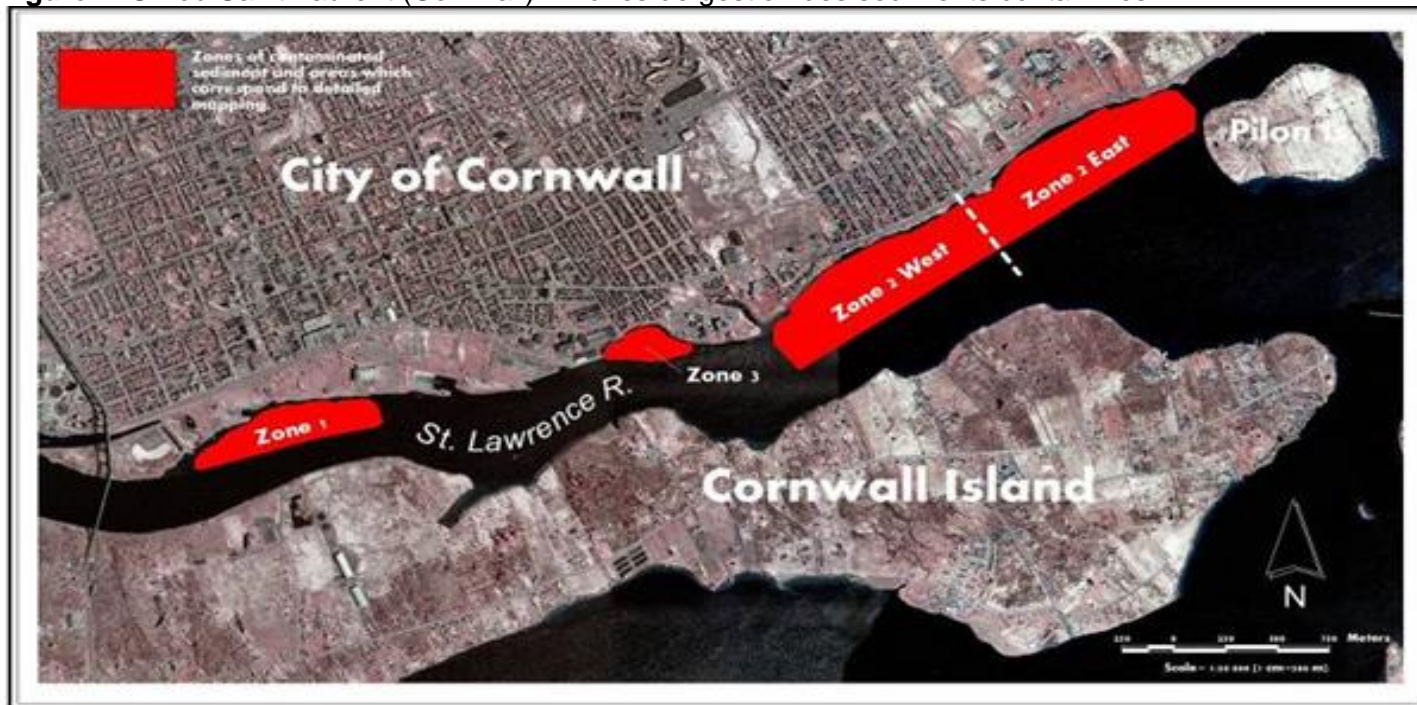 Zones of contaminated
sediment and areas which
correspond to detailed
mapping.
City of Cornwall
Pilon Is
Zone 2 East
Zone 2 West
Zone 3
Zone 1
St. Lawrence R.
Cornwall Island
N
Meters